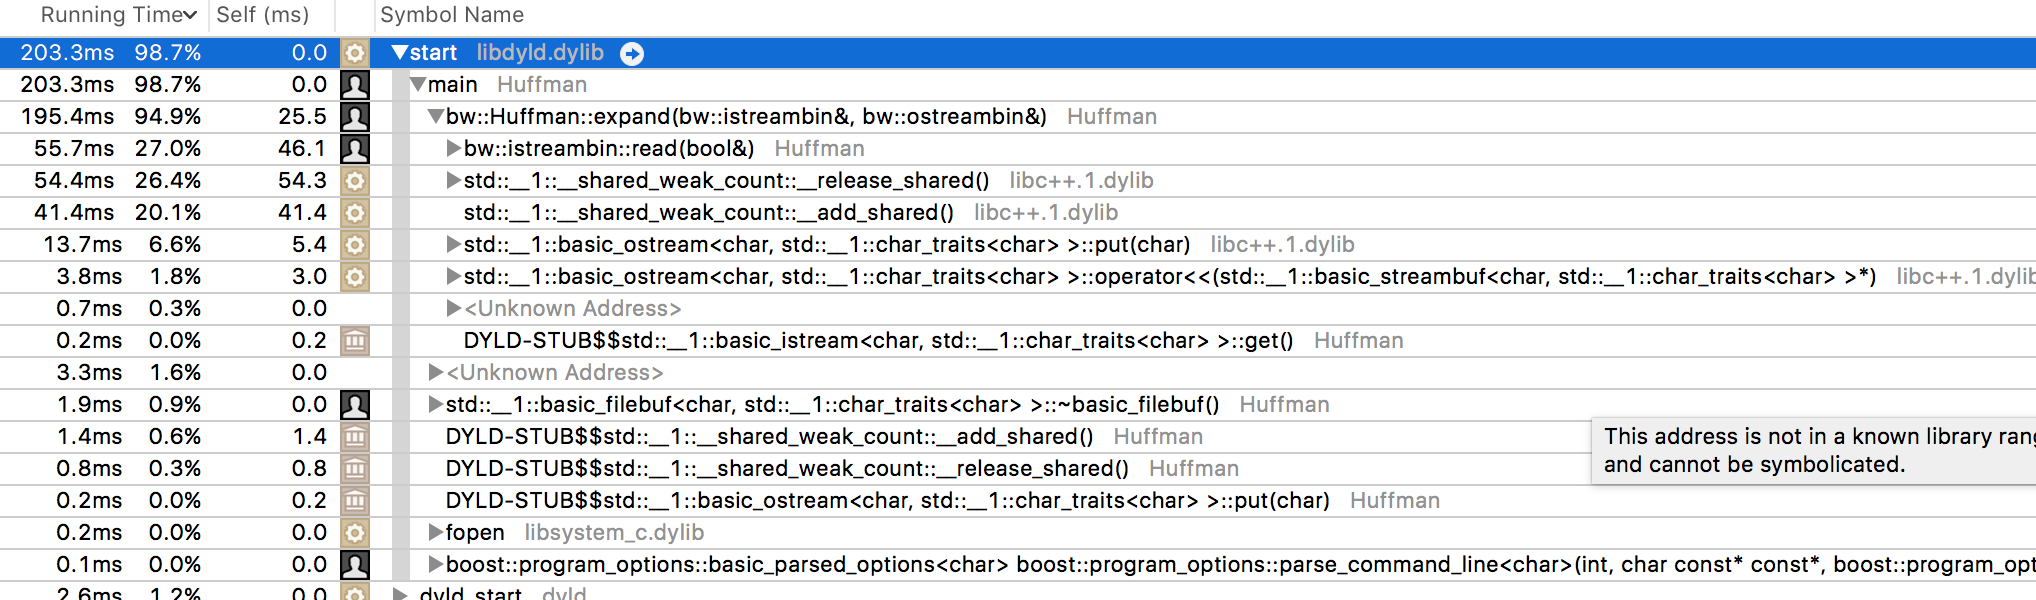 Running Time Self (ms) Symbol Name
203.3ms 98.7% 0.0 start libdyld.dylib
203.3ms 98.7% 0.0 main Huffman
195.4ms 94.9% 25.5 bw::Huffman::expand(bw::istreambin&, bw::ostreambin&) Huffman
55.7ms 27.0% 46.1 bw::istreambin::read(bool&) Huffman
54.4ms 26.4% 54.3 std::__1::__shared_weak_count::__release_shared() libc++.1.dylib
41.4ms 20.1% 41.4 std::__1::__shared_weak_count::__add_shared() libc++.1.dylib
13.7ms 6.6% 5.4 std::__1::basic_ostream<char, std::__1::char_traits<char> >::put(char) libc++.1.dylib
3.8ms 1.8% 3.0 std::__1::basic_ostream<char, std::__1::char_traits<char> >::operator<<(std::__1::basic_streambuf<char, std::__1::char_traits<char> >*) libc++.1.dylib
0.7ms 0.3% 0.0 <Unknown Address>
0.2ms 0.0% 0.2 DYLD-STUB$$std::__1::basic_istream<char, std::__1::char_traits<char> >::get() Huffman
3.3ms 1.6% 0.0 <Unknown Address>
1.9ms 0.9% 0.0 std::__1::basic_filebuf<char, std::__1::char_traits<char> >::~basic_filebuf() Huffman
1.4ms 0.6% 1.4 DYLD-STUB$$std::__1::__shared_weak_count::__add_shared() Huffman
This address is not in a known library rang
0.8ms 0.3% 0.8 DYLD-STUB$$std::__1::__shared_weak_count::__release_shared() Huffman
and cannot be symbolicated.
0.2ms 0.0% 0.2 DYLD-STUB$$std::__1::basic_ostream<char, std::__1::char_traits<char> >::put(char) Huffman
0.2ms 0.0% 0.0 fopen libsystem_c.dylib
0.1ms 0.0% 0.0 boost::program_options::basic_parsed_options<char> boost::program_options::parse_command_line<char>(int, char const* const*, boost::program_opt
2.6ms 1.2% 0.0 dyld start dyld